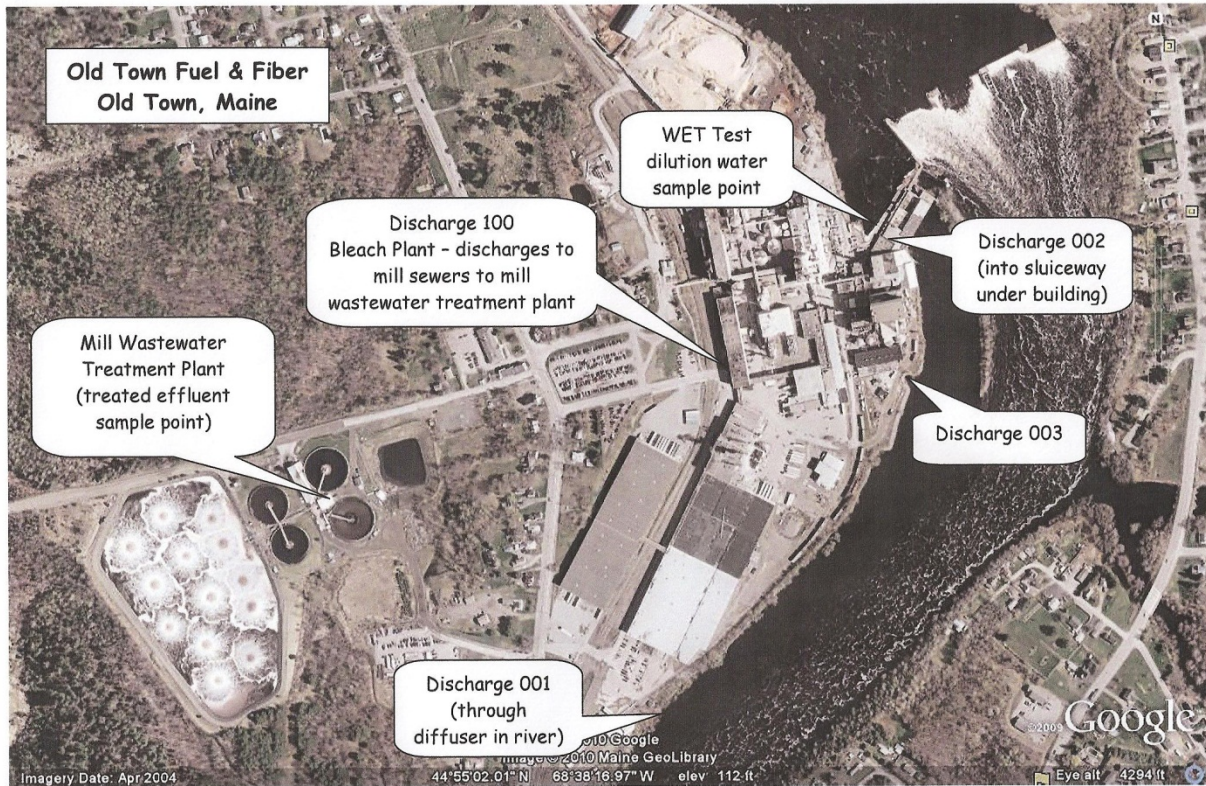 Old Town Fuel & Fiber
Old Town, Maine
N
WET Test
dilution water
sample point
Discharge 100
Bleach Plant – discharges to
mill sewers to mill
wastewater treatment plant
Discharge 002
(into sluiceway
under building)
Mill Wastewater
Treatment Plant
(treated effluent
sample point)
Discharge 003
Discharge 001
(through
diffuser in river)
©2009 Google
2010 Google
Image © 2010 Maine GeoLibrary
Imagery Date: Apr 2004
44°55'02.01" N 68°38'16.97" W elev 112 ft
Eye alt 4294 ft